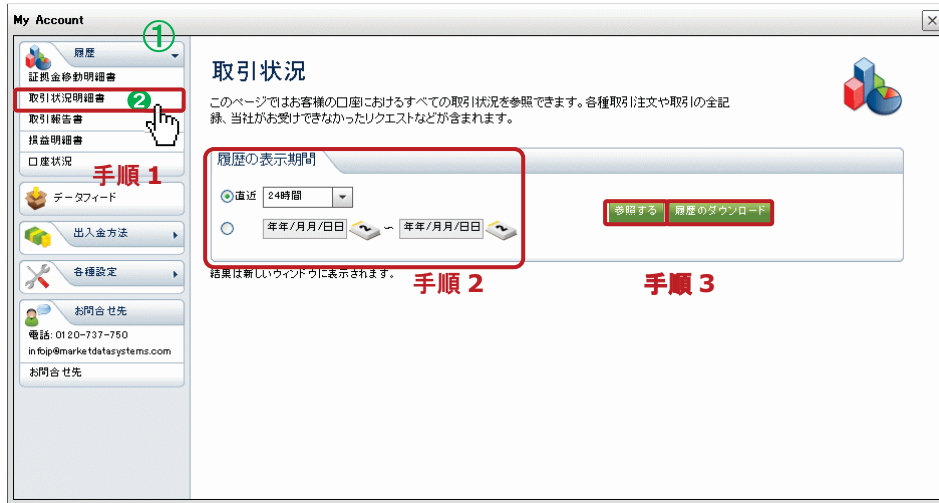 My Account
①
履歴
証拠金移動明細書
取引状況明細書 ❷
取引報告書
損益明細書
口座状況
手順 1
データフィード
出入金方法
各種設定
お問合せ先
電話: 0120-737-750
infojp@marketdatasystems.com
お問合せ先
取引状況
このページではお客様の口座におけるすべての取引状況を参照できます。各種取引注文や取引の全記
録、当社がお受けできなかったリクエストなどが含まれます。
履歴の表示期間
直近 24時間
年年/月月/日日 ~ 年年/月月/日日
参照する 履歴のダウンロード
結果は新しいウィンドウに表示されます。
手順 2
手順 3